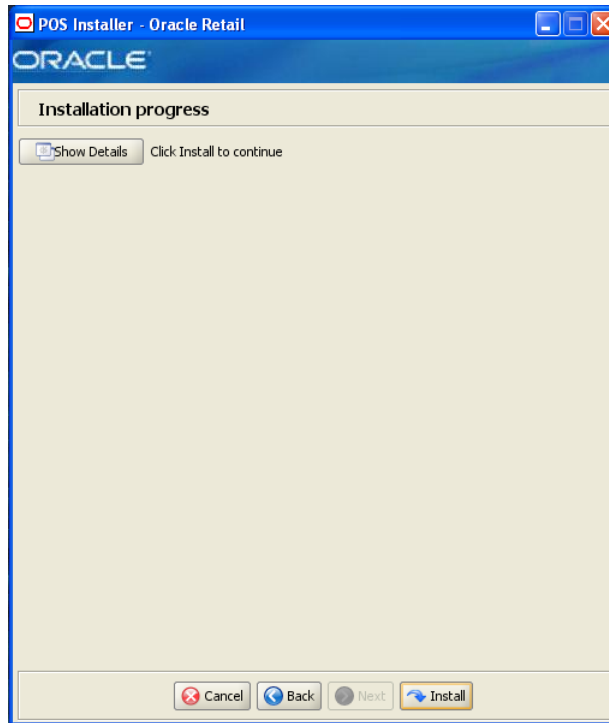 POS Installer - Oracle Retail
ORACLE
Installation progress
Show Details Click Install to continue
Cancel Back Next Install